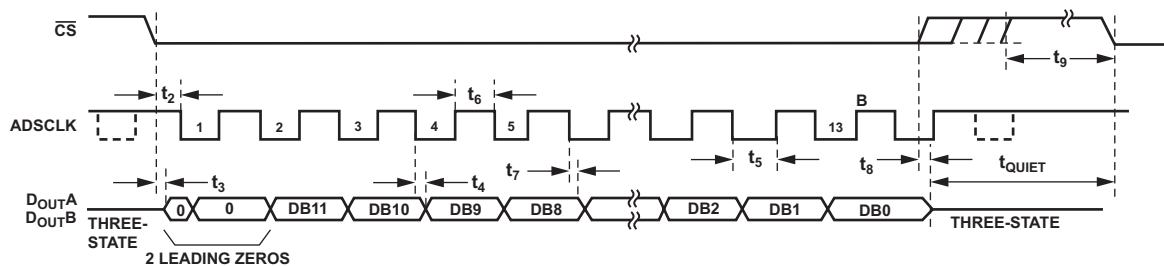 CS
t9
t2
t6
B
ADSCLK
1 2 3 4 5 13
t7
t5
t8
tQUIET
t3
t4
DOUTA
DOUTB
0 0 DB11 DB10 DB9 DB8 DB2 DB1 DB0
THREE-
STATE
THREE-STATE
2 LEADING ZEROS